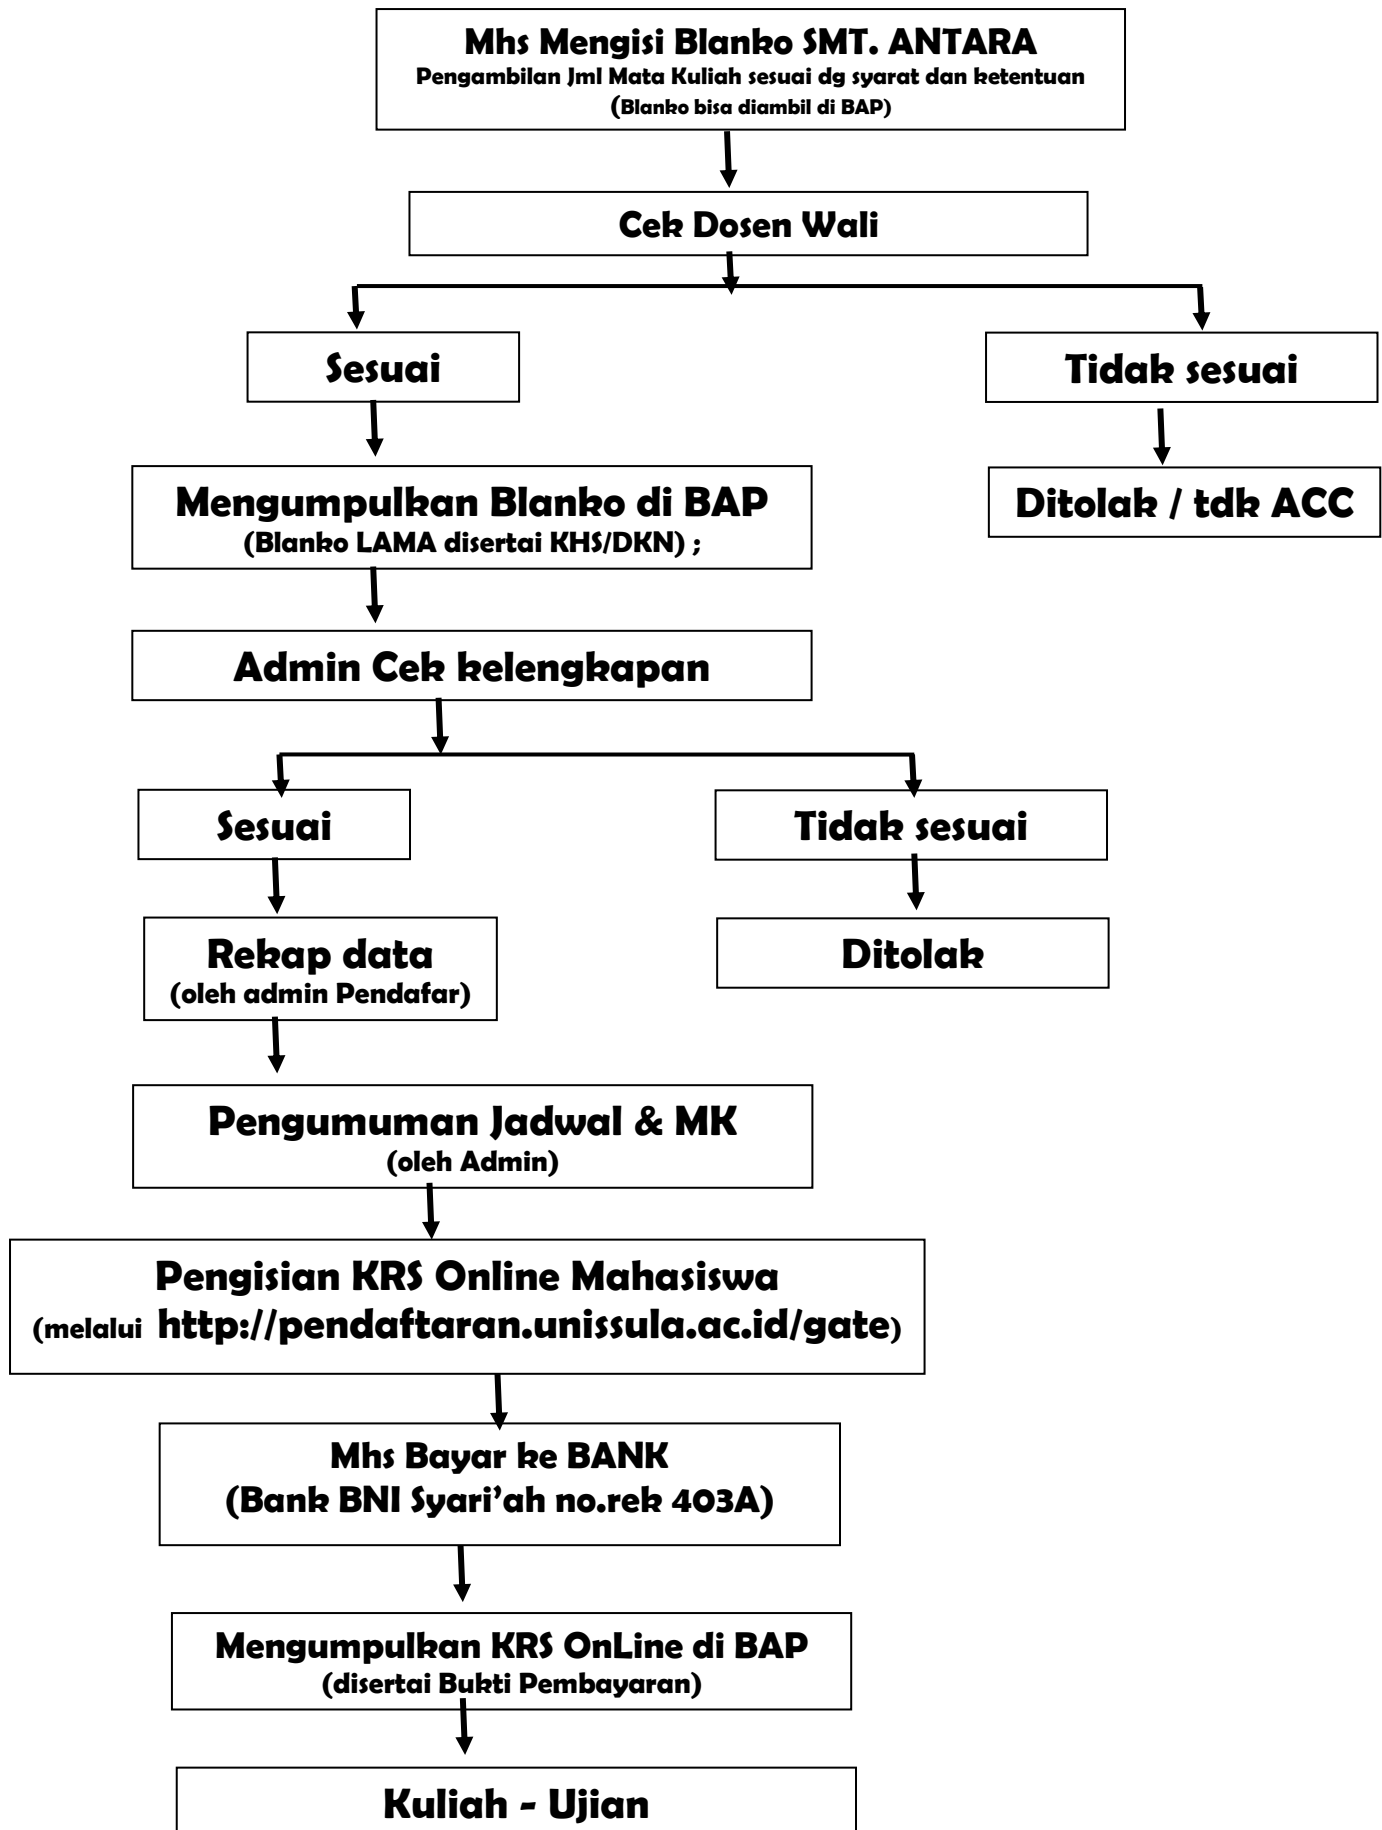 Mhs Mengisi Blanko SMT. ANTARA
Pengambilan Jml Mata Kuliah sesuai dg syarat dan ketentuan
(Blanko bisa diambil di BAP)
Cek Dosen Wali
Sesuai
Tidak sesuai
Mengumpulkan Blanko di BAP
(Blanko LAMA disertai KHS/DKN) ;
Ditolak / tdk ACC
Admin Cek kelengkapan
Sesuai
Tidak sesuai
Rekap data
(oleh admin Pendafar)
Ditolak
Pengumuman Jadwal & MK
(oleh Admin)
Pengisian KRS Online Mahasiswa
(melalui http://pendaftaran.unissula.ac.id/gate)
Mhs Bayar ke BANK
(Bank BNI Syari’ah no.rek 403A)
Mengumpulkan KRS OnLine di BAP
(disertai Bukti Pembayaran)
Kuliah - Ujian